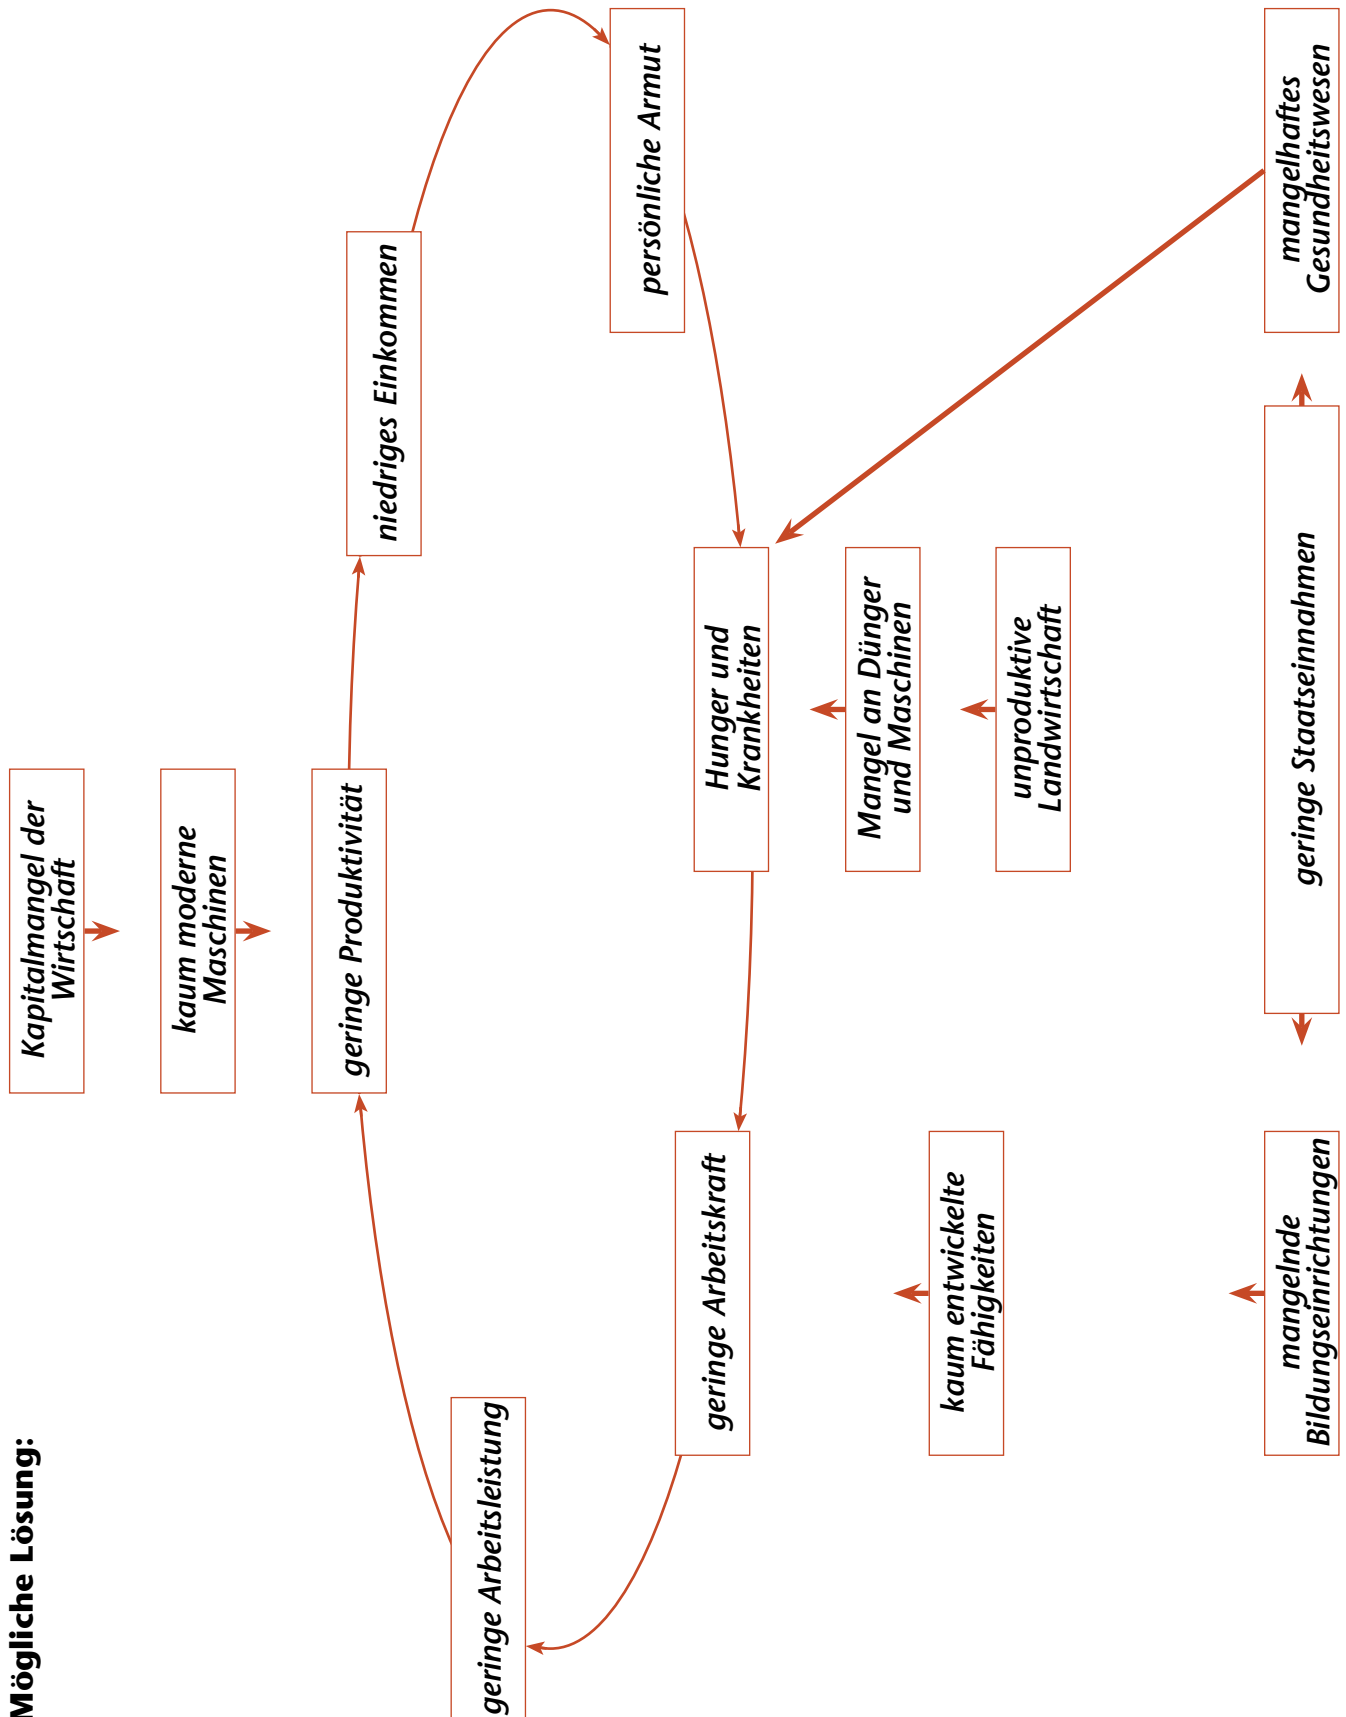 Mögliche Lösung:
Kapitalmangel der
Wirtschaft
kaum moderne
Maschinen
geringe Produktivität
niedriges Einkommen
persönliche Armut
Hunger und
Krankheiten
geringe Arbeitskraft
geringe Arbeitsleistung
Mangel an Dünger
und Maschinen
unproduktive
Landwirtschaft
kaum entwickelte
Fähigkeiten
mangelnde
Bildungseinrichtungen
geringe Staatseinnahmen
mangelhaftes
Gesundheitswesen